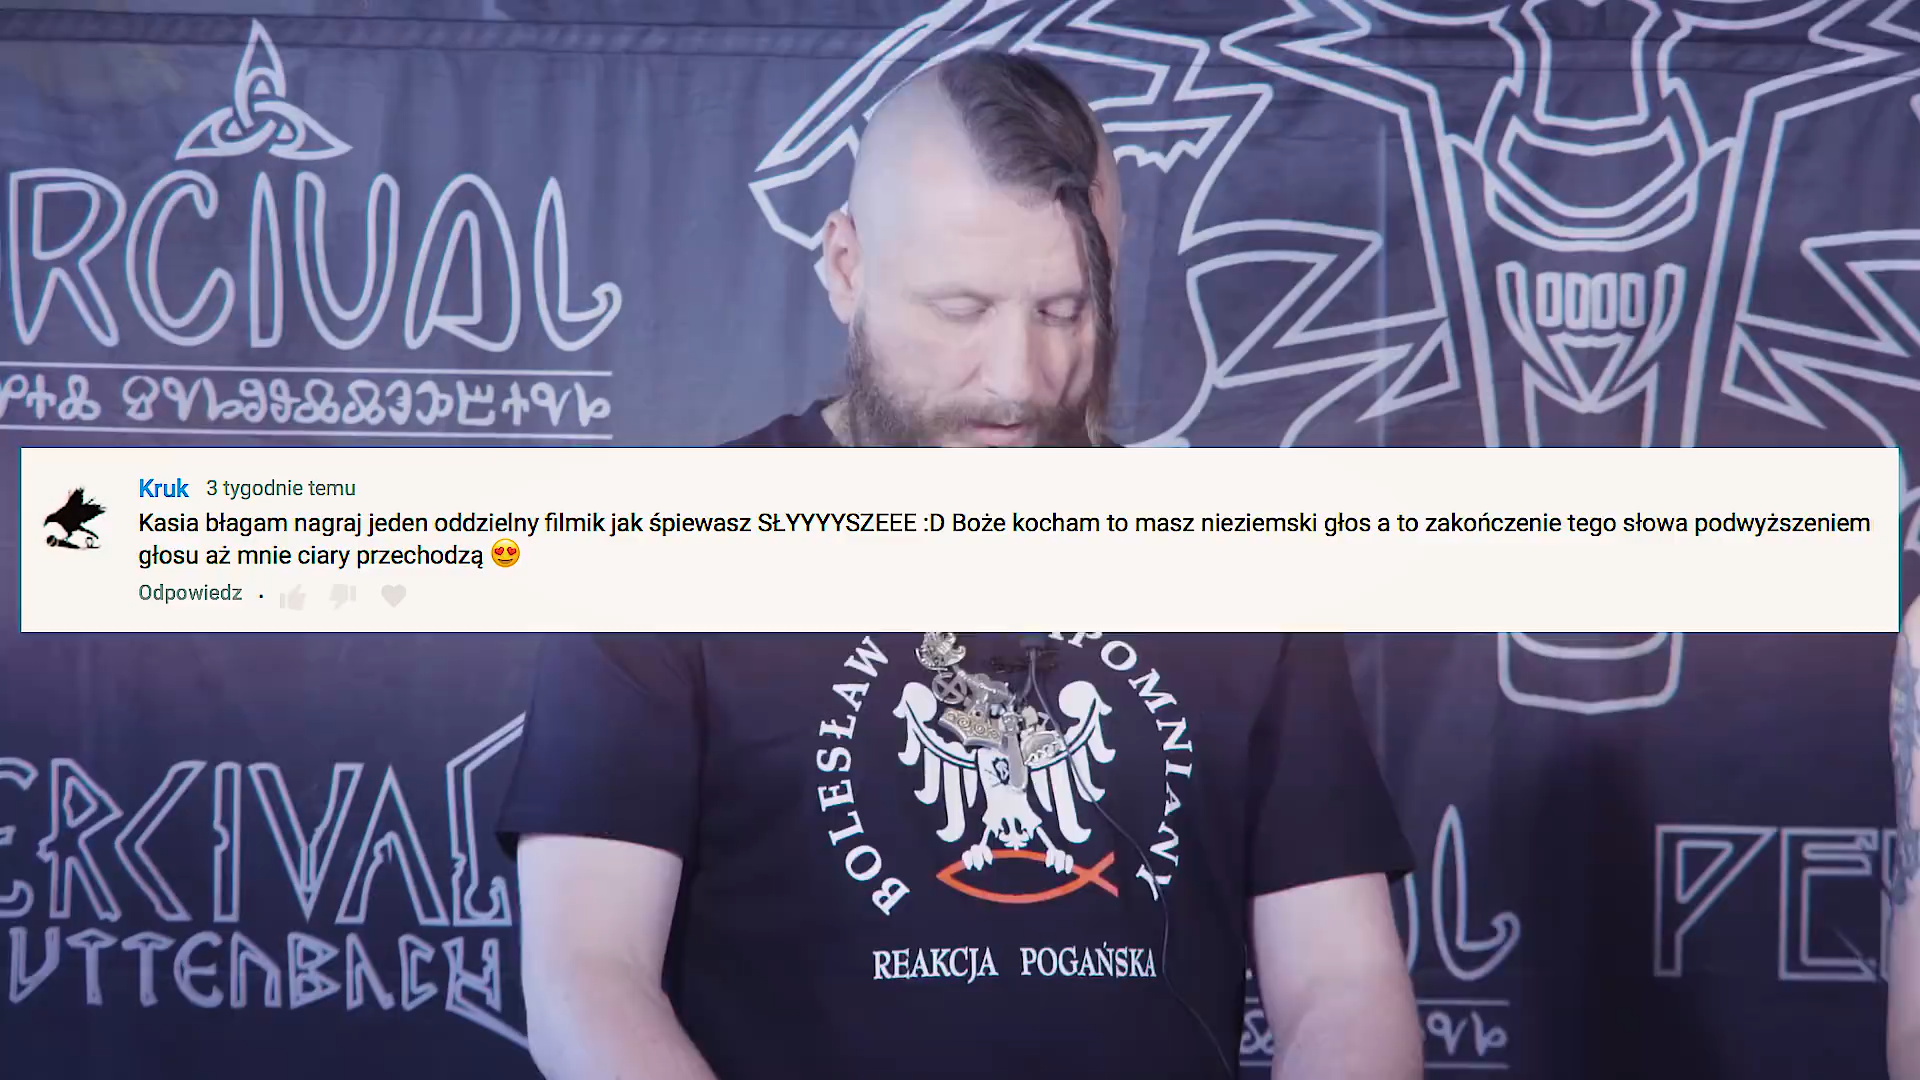 RCIVAL
Kruk 3 tygodnie temu
Kasia błagam nagraj jeden oddzielny filmik jak śpiewasz SŁYYYYSZEEE :D Boże kocham to masz nieziemski głos a to zakończenie tego słowa podwyższeniem
głosu aż mnie ciary przechodzą 😍
Odpowiedz .
BOLESŁAW
APOMNIANY
REAKCJA POGAŃSKA
ERCIVAL
UTTENBACH
PE